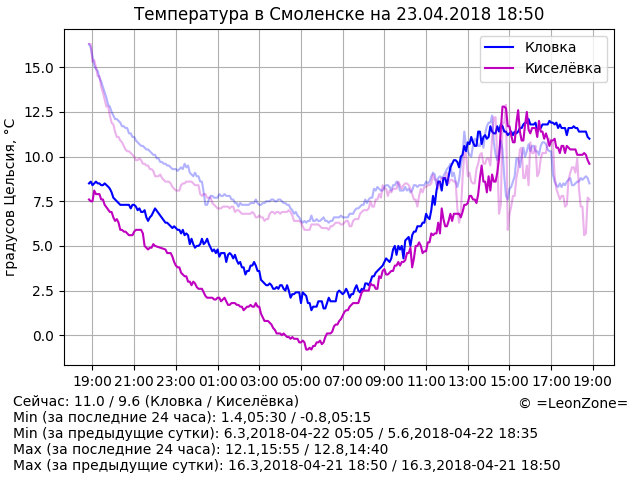 Температура в Смоленске на 23.04.2018 18:50
Кловка
Киселёвка
градусов Цельсия, °C
15.0
12.5
10.0
7.5
5.0
2.5
0.0
19:00 21:00 23:00 01:00 03:00 05:00 07:00 09:00 11:00 13:00 15:00 17:00 19:00
Сейчас: 11.0 / 9.6 (Кловка / Киселёвка)
© =LeonZone=
Min (за последние 24 часа): 1.4,05:30 / -0.8,05:15
Min (за предыдущие сутки): 6.3,2018-04-22 05:05 / 5.6,2018-04-22 18:35
Max (за последние 24 часа): 12.1,15:55 / 12.8,14:40
Max (за предыдущие сутки): 16.3,2018-04-21 18:50 / 16.3,2018-04-21 18:50